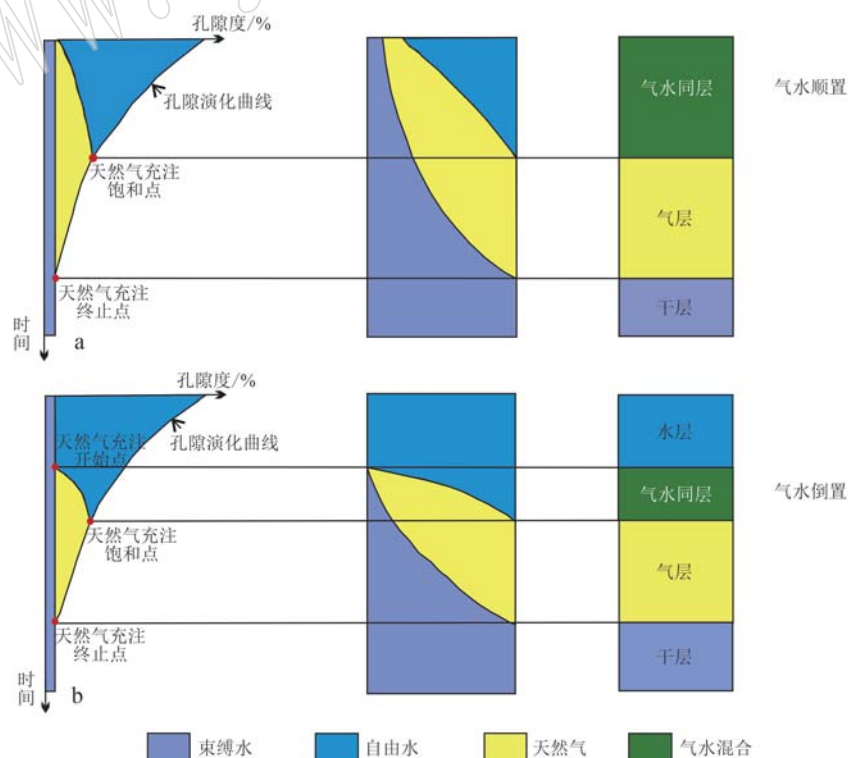 WWW.
孔隙度/%
孔隙演化曲线
天然气充注
饱和点
天然气充注
终止点
时
间
a
气水同层
气层
干层
气水顺置
孔隙度/%
孔隙演化曲线
天然气充注
开始点
天然气充注
饱和点
天然气充注
终止点
时
间
b
水层
气水同层
气层
干层
气水倒置
束缚水
自由水
天然气
气水混合